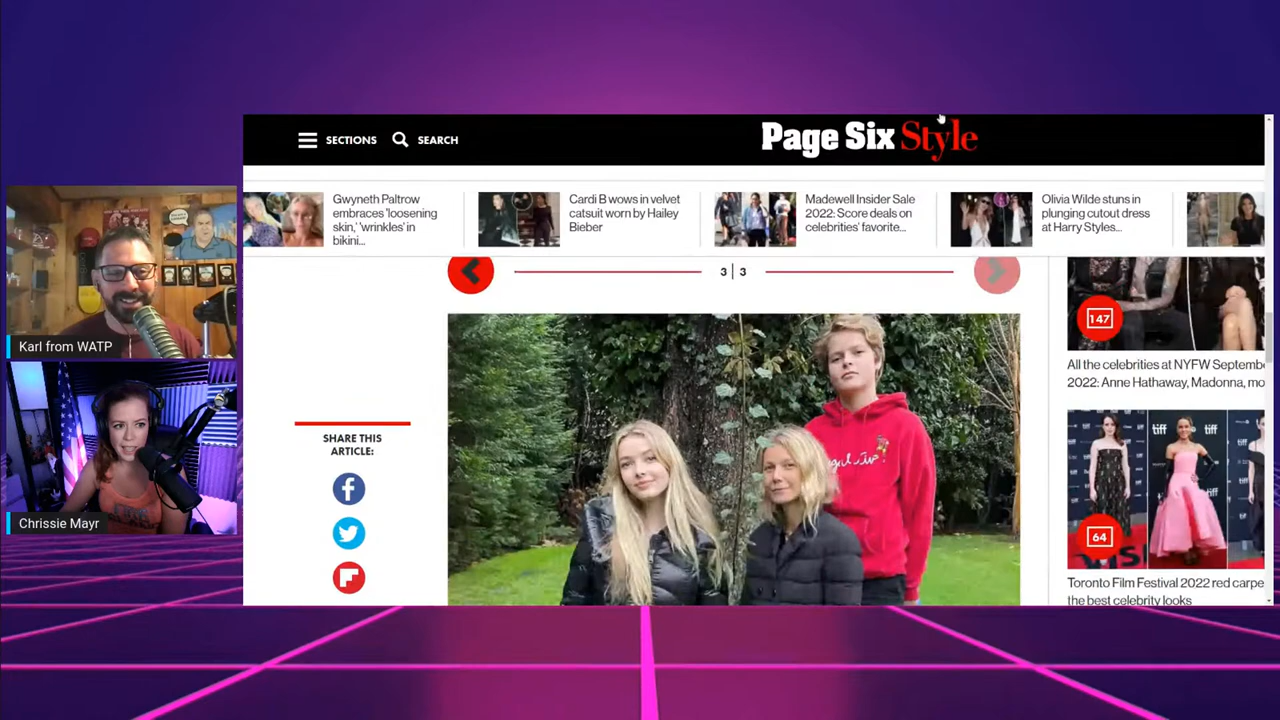 SECTIONS
SEARCH
Page Six Style
Gwyneth Paltrow
embraces 'loosening
skin,' 'wrinkles' in
bikini...
Cardi B wows in velvet
catsuit worn by Hailey
Bieber
Madewell Insider Sale
2022: Score deals on
celebrities' favorite...
Olivia Wilde stuns in
plunging cutout dress
at Harry Styles...
3 | 3
147
All the celebrities at NYFW Septembe
2022: Anne Hathaway, Madonna, mo
SHARE THIS
ARTICLE:
tiff
tiff
64
Toronto Film Festival 2022 red carpe
the best celebrity looks
Karl from WATP
Chrissie Mayr